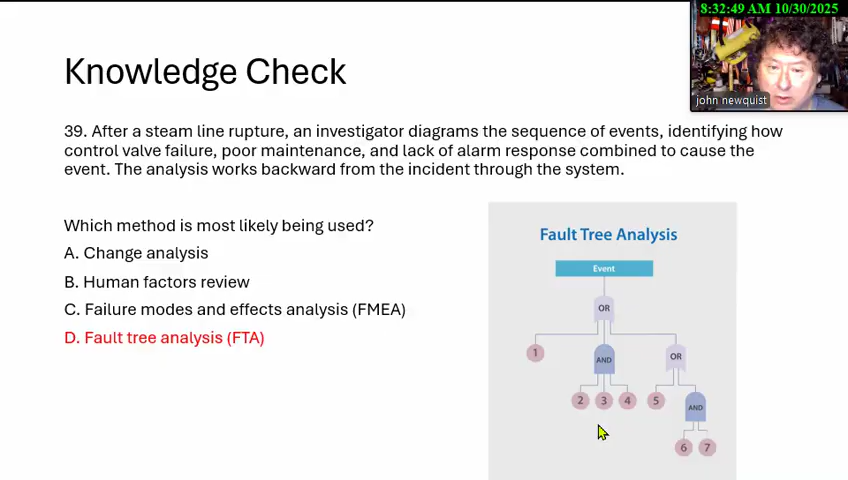 8:32:49 AM 10/30/2025
john newquist
Knowledge Check
39. After a steam line rupture, an investigator diagrams the sequence of events, identifying how
control valve failure, poor maintenance, and lack of alarm response combined to cause the
event. The analysis works backward from the incident through the system.
Which method is most likely being used?
A. Change analysis
B. Human factors review
C. Failure modes and effects analysis (FMEA)
D. Fault tree analysis (FTA)
Fault Tree Analysis
Event
OR
1
AND
OR
2 3 4 5
AND
6 7